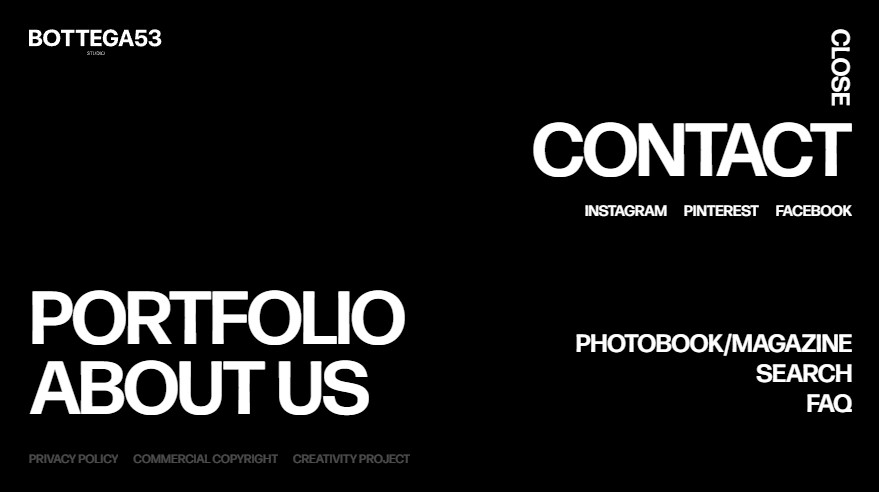 BOTTEGA53
STUDIO
CLOSE
CONTACT
INSTAGRAM PINTEREST FACEBOOK
PORTFOLIO
ABOUT US
PHOTOBOOK/MAGAZINE
SEARCH
FAQ
PRIVACY POLICY COMMERCIAL COPYRIGHT CREATIVITY PROJECT